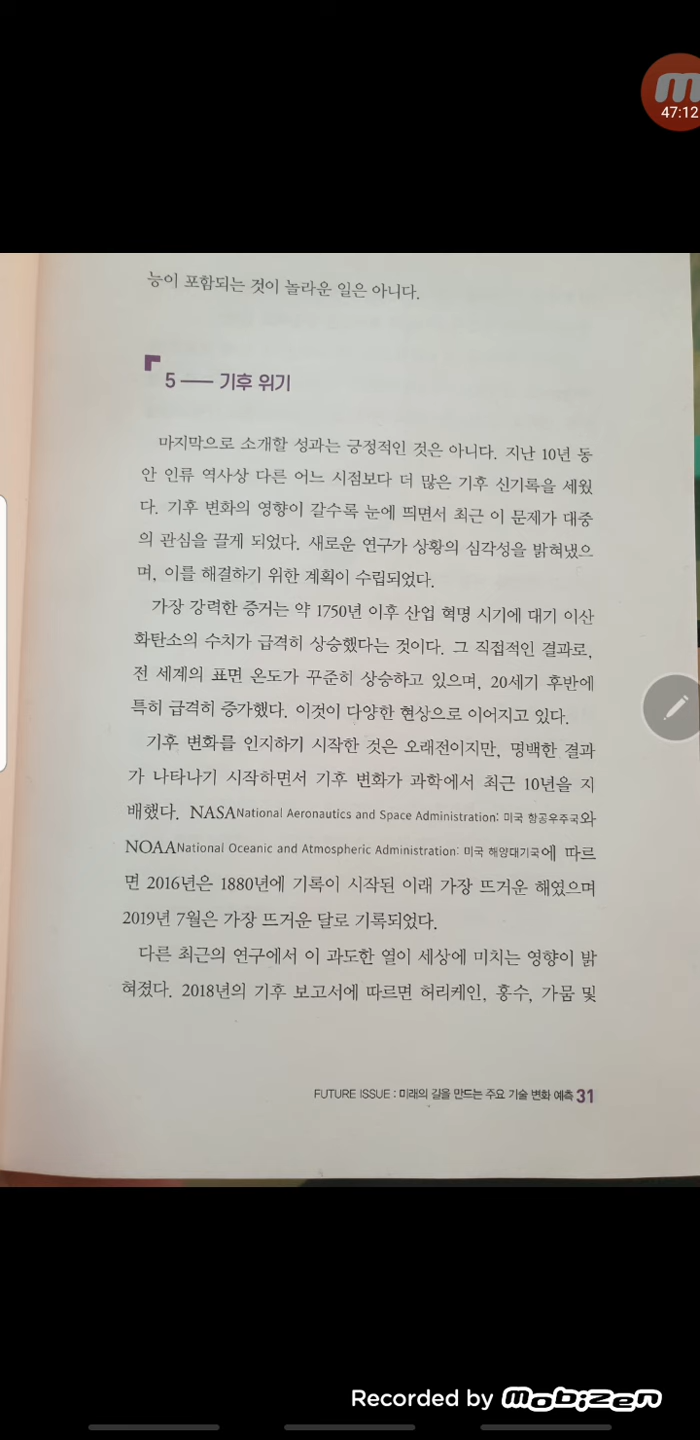 47:12
능이 포함되는 것이 놀라운 일은 아니다.
5 — 기후 위기
마지막으로 소개할 성과는 긍정적인 것은 아니다. 지난 10년 동
안 인류 역사상 다른 어느 시점보다 더 많은 기후 신기록을 세웠
다. 기후 변화의 영향이 갈수록 눈에 띄면서 최근 이 문제가 대중
의 관심을 끌게 되었다. 새로운 연구가 상황의 심각성을 밝혀냈으
며, 이를 해결하기 위한 계획이 수립되었다.
가장 강력한 증거는 약 1750년 이후 산업 혁명 시기에 대기 이산
화탄소의 수치가 급격히 상승했다는 것이다. 그 직접적인 결과로,
전 세계의 표면 온도가 꾸준히 상승하고 있으며, 20세기 후반에
특히 급격히 증가했다. 이것이 다양한 현상으로 이어지고 있다.
기후 변화를 인지하기 시작한 것은 오래전이지만, 명백한 결과
가 나타나기 시작하면서 기후 변화가 과학에서 최근 10년을 지
배했다. NASANational Aeronautics and Space Administration: 미국 항공우주국와
NOAANational Oceanic and Atmospheric Administration: 미국 해양대기국에 따르
면 2016년은 1880년에 기록이 시작된 이래 가장 뜨거운 해였으며
2019년 7월은 가장 뜨거운 달로 기록되었다.
다른 최근의 연구에서 이 과도한 열이 세상에 미치는 영향이 밝
혀졌다. 2018년의 기후 보고서에 따르면 허리케인, 홍수, 가뭄 및
FUTURE ISSUE : 미래의 길을 만드는 주요 기술 변화 예측 31
Recorded by mobizen